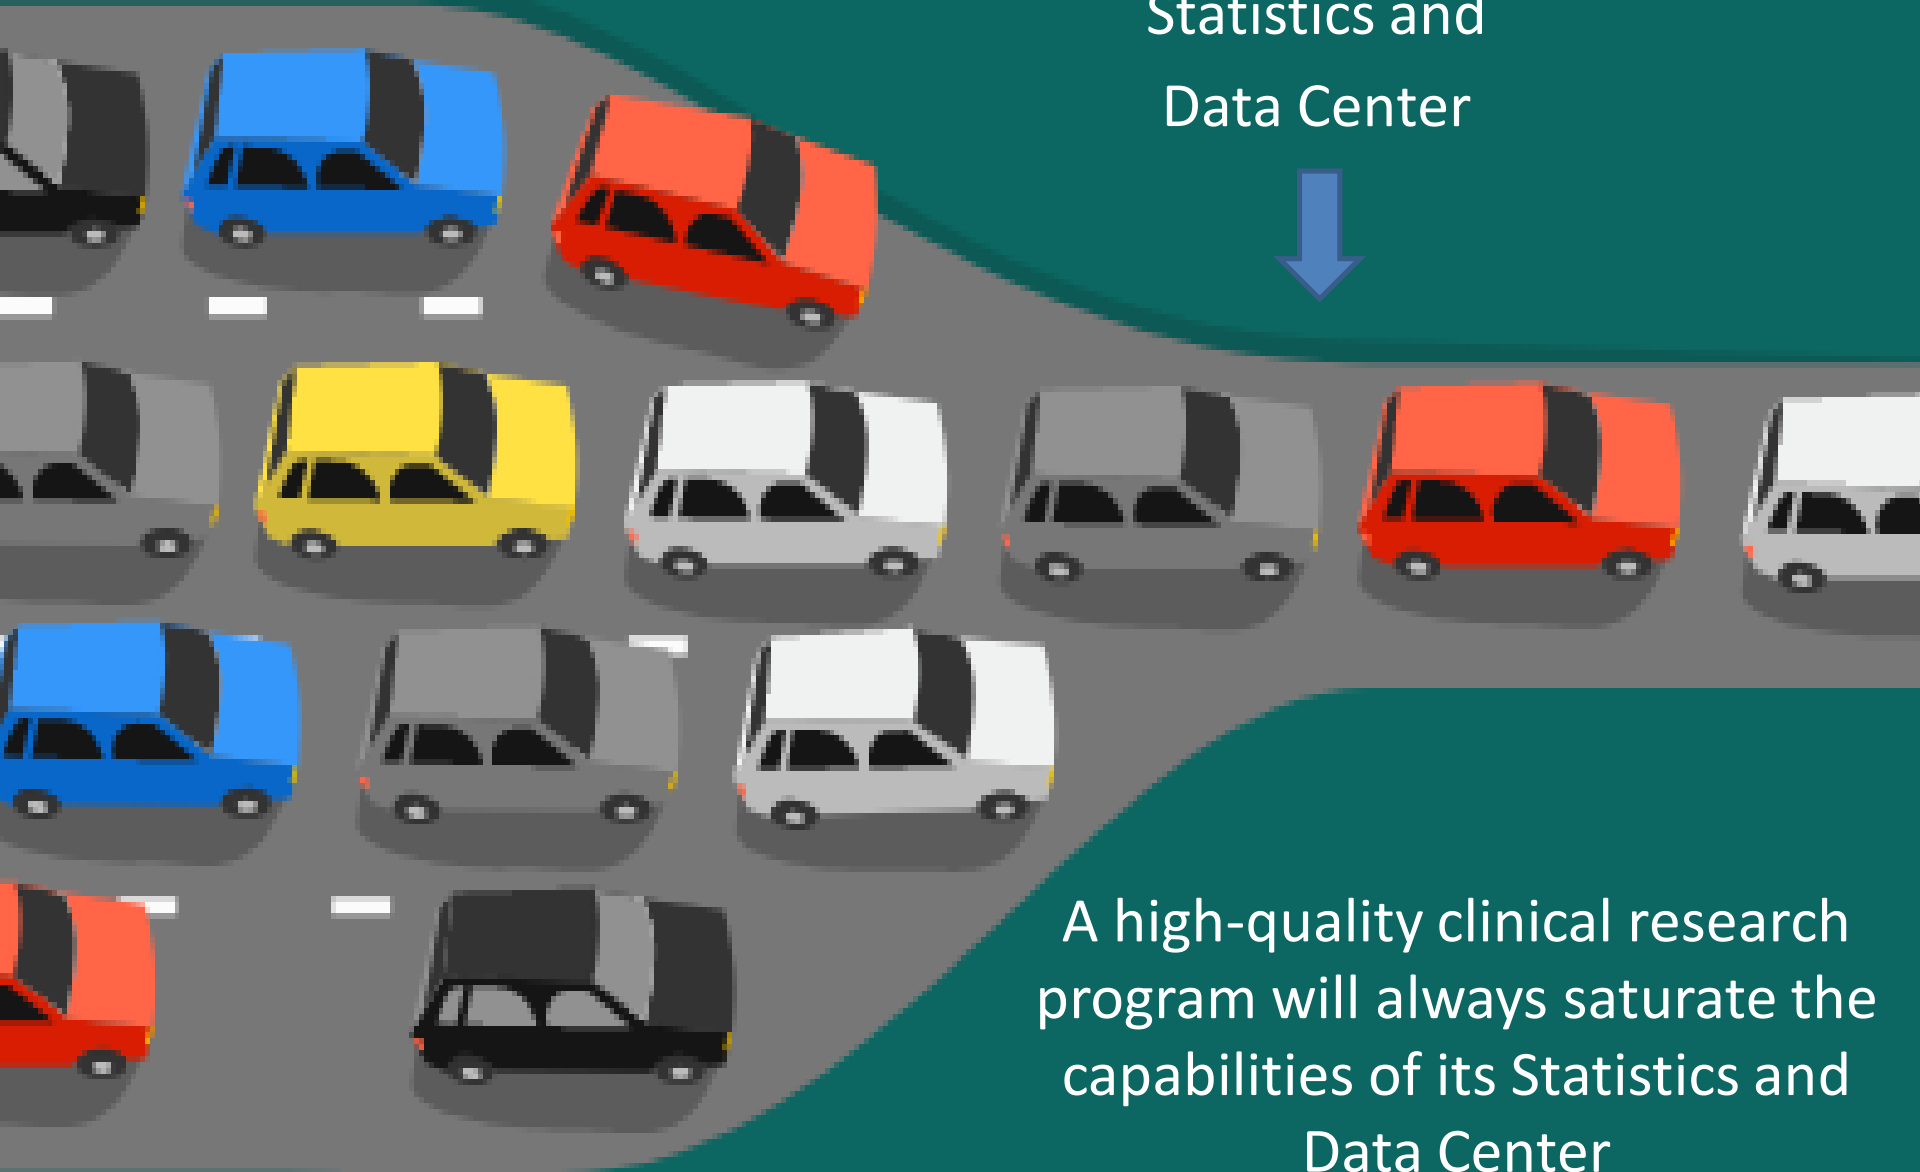 Statistics and
Data Center
A high-quality clinical research
program will always saturate the
capabilities of its Statistics and
Data Center